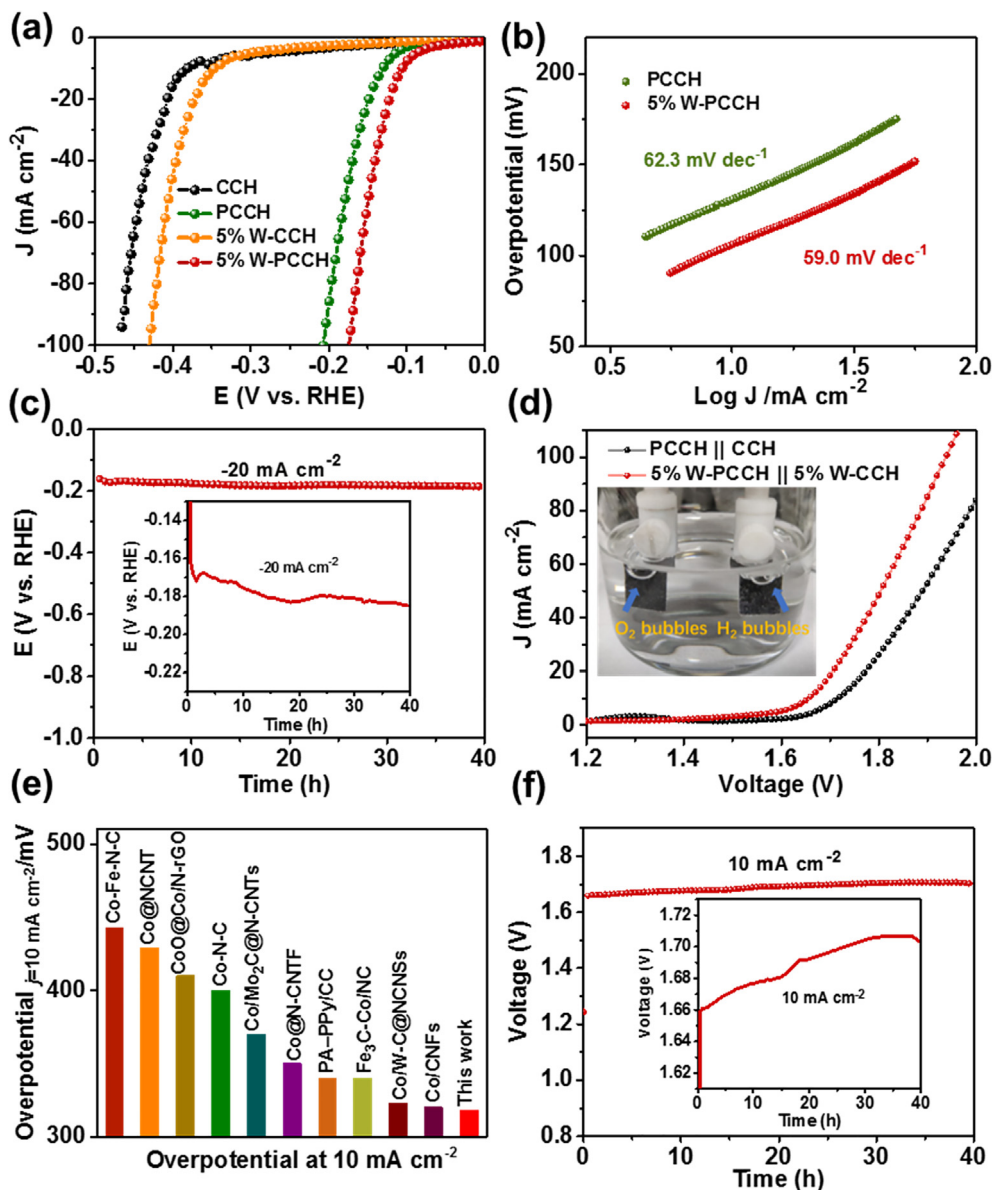 (a)
0
-20
-40
-60
-80
-100
J (mA cm⁻²)
CCH
PCCH
5% W-CCH
5% W-PCCH
-0.5 -0.4 -0.3 -0.2 -0.1 0.0
E (V vs. RHE)
(b)
200
150
100
50
Overpotential (mV)
PCCH
5% W-PCCH
62.3 mV dec⁻¹
59.0 mV dec⁻¹
0.5 1.0 1.5 2.0
Log J /mA cm⁻²
(c)
0.0
-0.2
-0.4
-0.6
-0.8
-1.0
E (V vs. RHE)
-20 mA cm⁻²
-0.14
-0.16
-0.18
-0.20
-0.22
E (V vs. RHE)
-20 mA cm⁻²
0 10 20 30 40
Time (h)
0 10 20 30 40
Time (h)
(d)
100
80
60
40
20
0
J (mA cm⁻²)
PCCH || CCH
5% W-PCCH || 5% W-CCH
O₂ bubbles H₂ bubbles
1.2 1.4 1.6 1.8 2.0
Voltage (V)
(e)
500
400
300
Overpotential j=10 mA cm⁻²/mV
Co-Fe-N-C
Co@NCNT
CoO@Co/N-rGO
Co-N-C
Co/Mo₂C@N-CNTs
Co@N-CNTF
PA–PPy/CC
Fe₃C-Co/NC
Co/W-C@NCNSs
Co/CNFs
This work
Overpotential at 10 mA cm⁻²
(f)
1.8
1.6
1.4
1.2
1.0
0.8
Voltage (V)
10 mA cm⁻²
1.72
1.70
1.68
1.66
1.64
1.62
Voltage (V)
10 mA cm⁻²
0 10 20 30 40
Time (h)
0 10 20 30 40
Time (h)